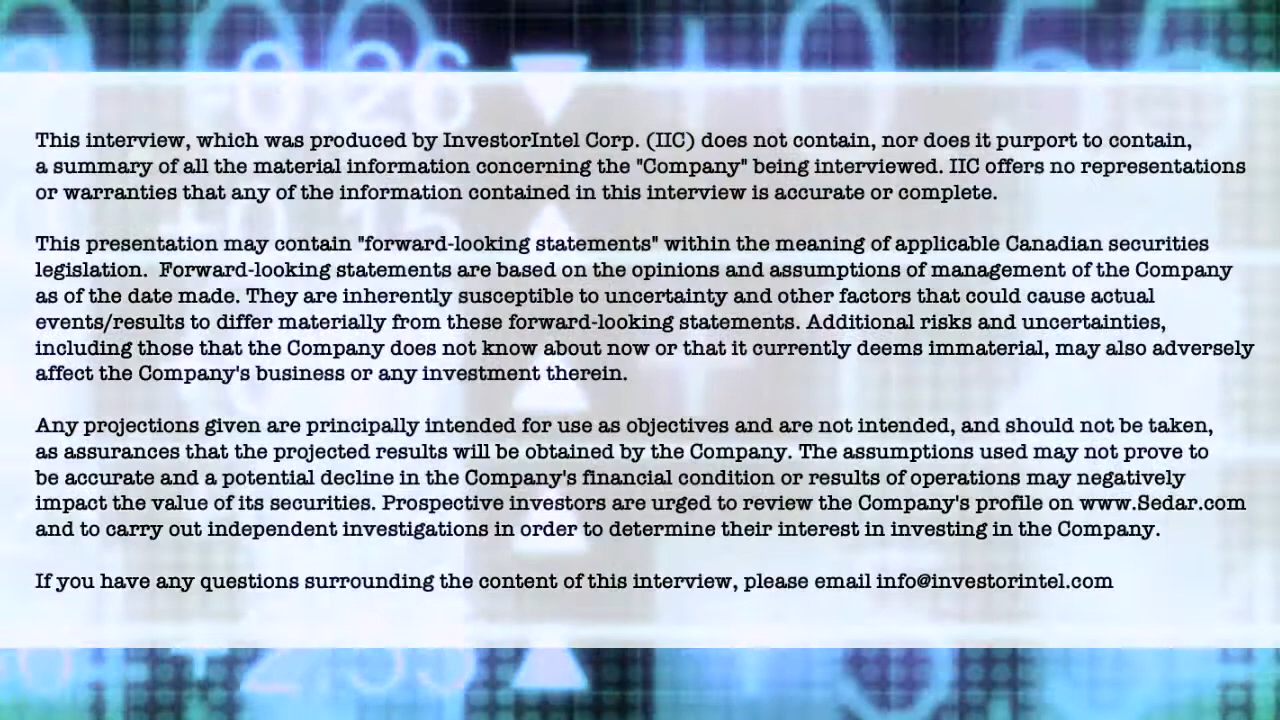 -0.26
+0.55
This interview, which was produced by InvestorIntel Corp. (IIC) does not contain, nor does it purport to contain,
a summary of all the material information concerning the "Company" being interviewed. IIC offers no representations
or warranties that any of the information contained in this interview is accurate or complete.
This presentation may contain "forward-looking statements" within the meaning of applicable Canadian securities
legislation.  Forward-looking statements are based on the opinions and assumptions of management of the Company
as of the date made. They are inherently susceptible to uncertainty and other factors that could cause actual
events/results to differ materially from these forward-looking statements. Additional risks and uncertainties,
including those that the Company does not know about now or that it currently deems immaterial, may also adversely
affect the Company's business or any investment therein.
Any projections given are principally intended for use as objectives and are not intended, and should not be taken,
as assurances that the projected results will be obtained by the Company. The assumptions used may not prove to
be accurate and a potential decline in the Company's financial condition or results of operations may negatively
impact the value of its securities. Prospective investors are urged to review the Company's profile on www.Sedar.com
and to carry out independent investigations in order to determine their interest in investing in the Company.
If you have any questions surrounding the content of this interview, please email info@investorintel.com
+2.55